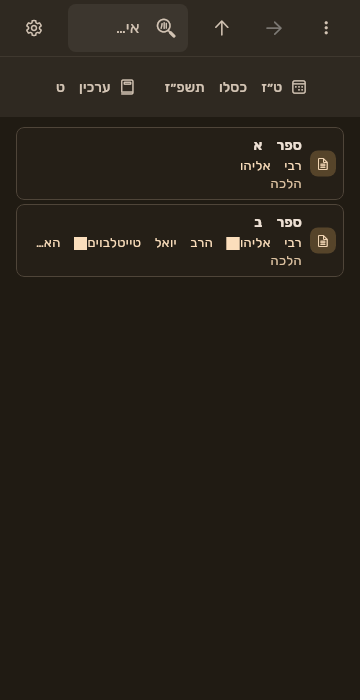 אי...
ט״ז כסלו תשפ״ז
ערכין ט
ספר א
רבי אליהו
הלכה
ספר ב
רבי אליהו הרב יואל טייטלבוים הא...
הלכה